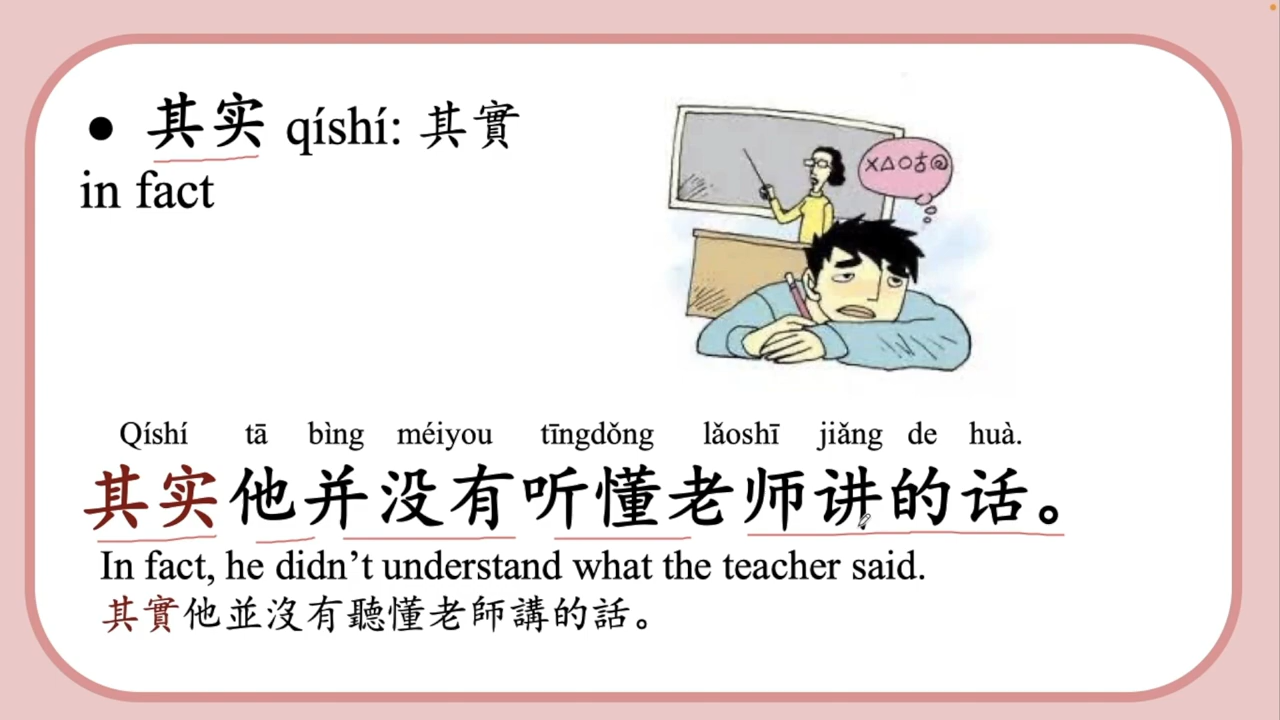 ● 其实 qíshí: 其實
in fact
×△○古@
Qíshí tā bìng méiyou tīngdǒng lǎoshī jiǎng de huà.
其实他并没有听懂老师讲的话。
In fact, he didn’t understand what the teacher said.
其實他並沒有聽懂老師講的話。